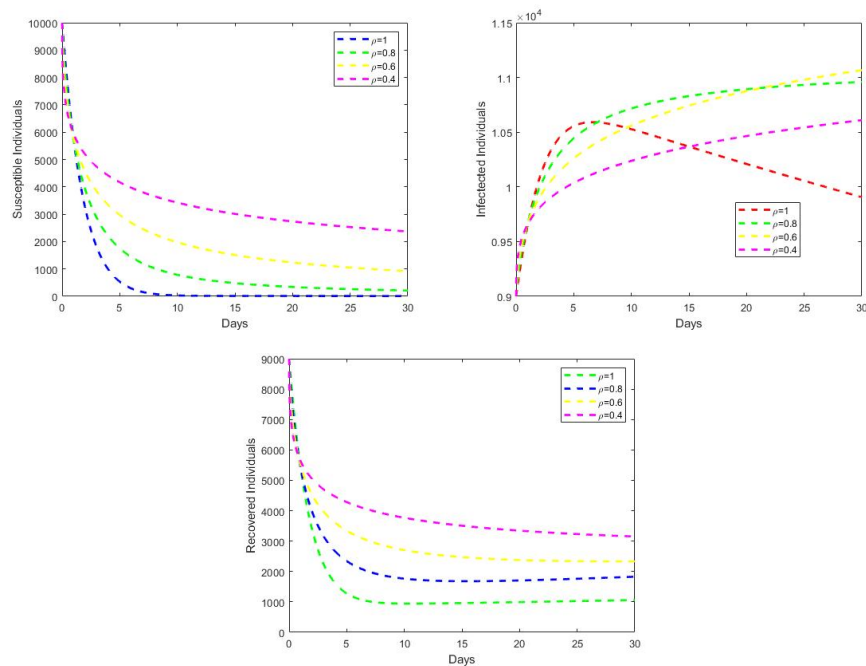 10000
9000
8000
7000
6000
5000
4000
3000
2000
1000
0
Susceptible Individuals
0 5 10 15 20 25 30
Days
ρ=1
ρ=0.8
ρ=0.6
ρ=0.4
×10⁴
1.15
1.1
1.05
1
0.95
0.9
Infectected Individuals
0 5 10 15 20 25 30
Days
ρ=1
ρ=0.8
ρ=0.6
ρ=0.4
9000
8000
7000
6000
5000
4000
3000
2000
1000
0
Recovered Individuals
0 5 10 15 20 25 30
Days
ρ=1
ρ=0.8
ρ=0.6
ρ=0.4